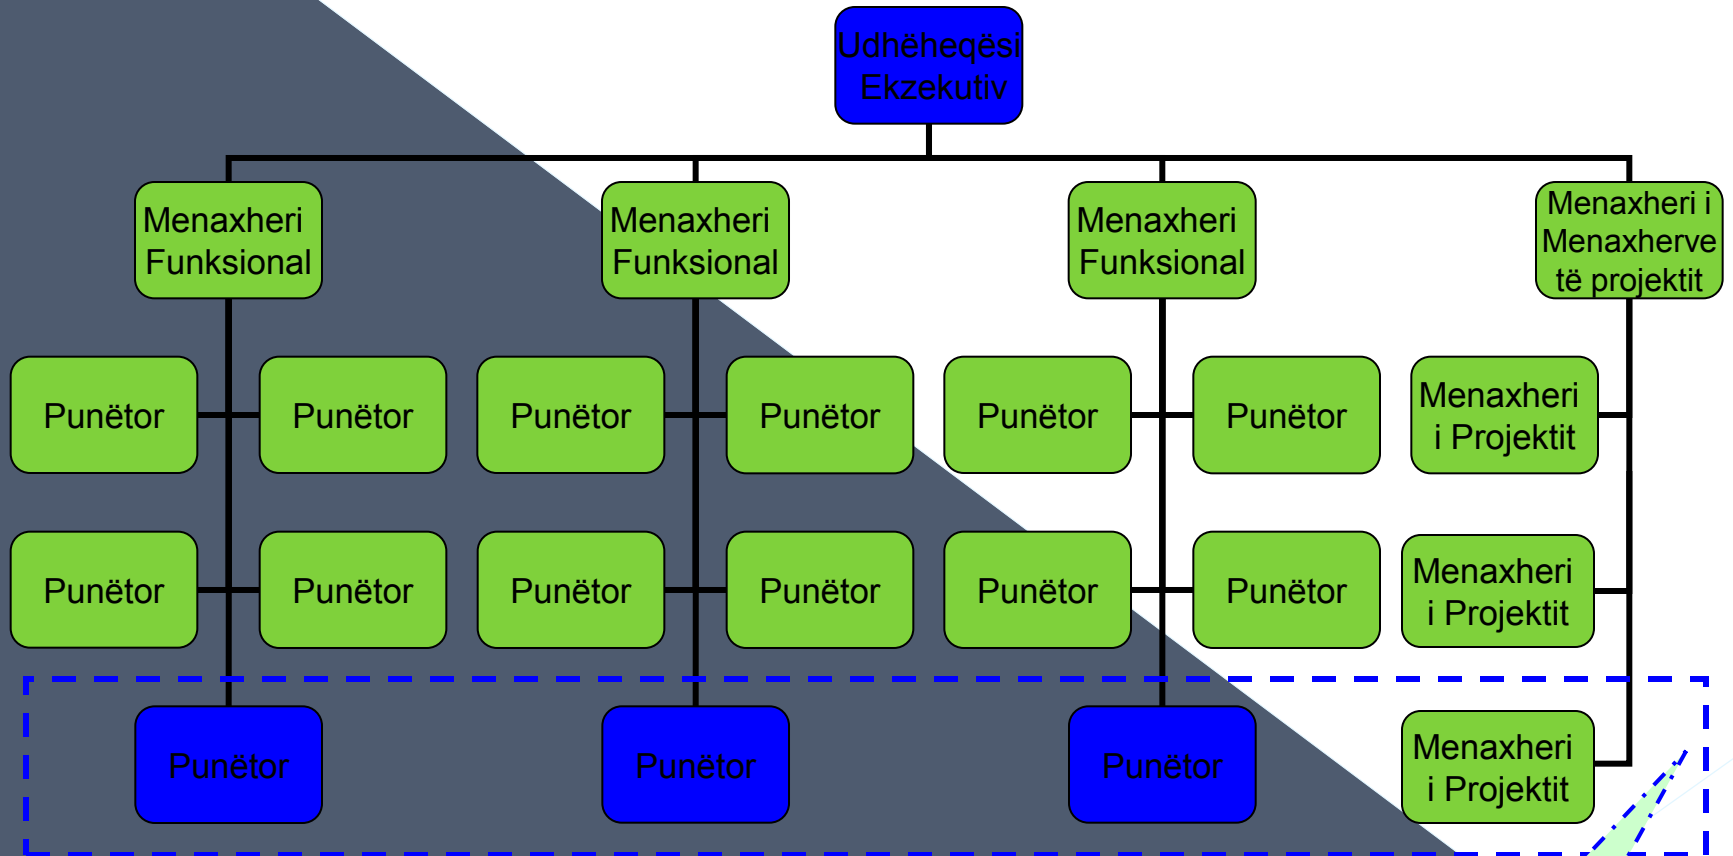 Udhëheqësi
Ekzekutiv
Menaxheri
Funksional
Menaxheri
Funksional
Menaxheri
Funksional
Menaxheri i
Menaxherve
të projektit
Punëtor
Punëtor
Punëtor
Punëtor
Punëtor
Punëtor
Menaxheri
i Projektit
Punëtor
Punëtor
Punëtor
Punëtor
Punëtor
Punëtor
Menaxheri
i Projektit
Punëtor
Punëtor
Punëtor
Menaxheri
i Projektit